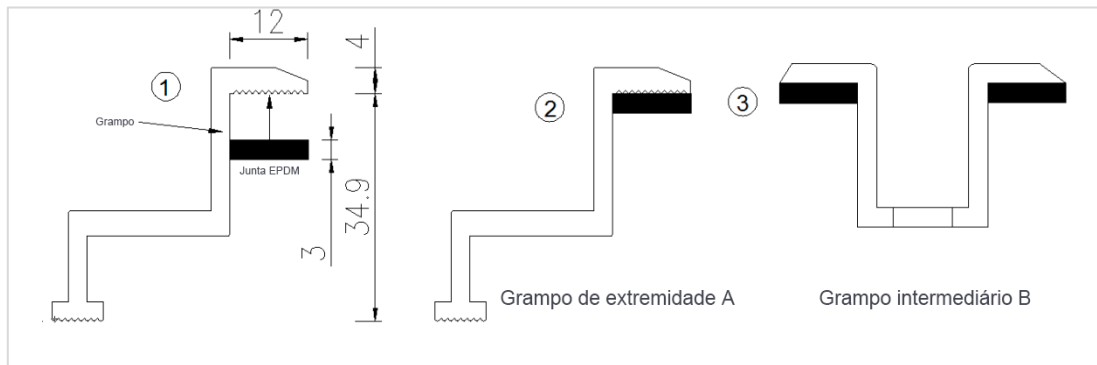 12
4
1
Grampo
2
3
Junta EPDM
34.9
3
Grampo de extremidade A
Grampo intermediário B